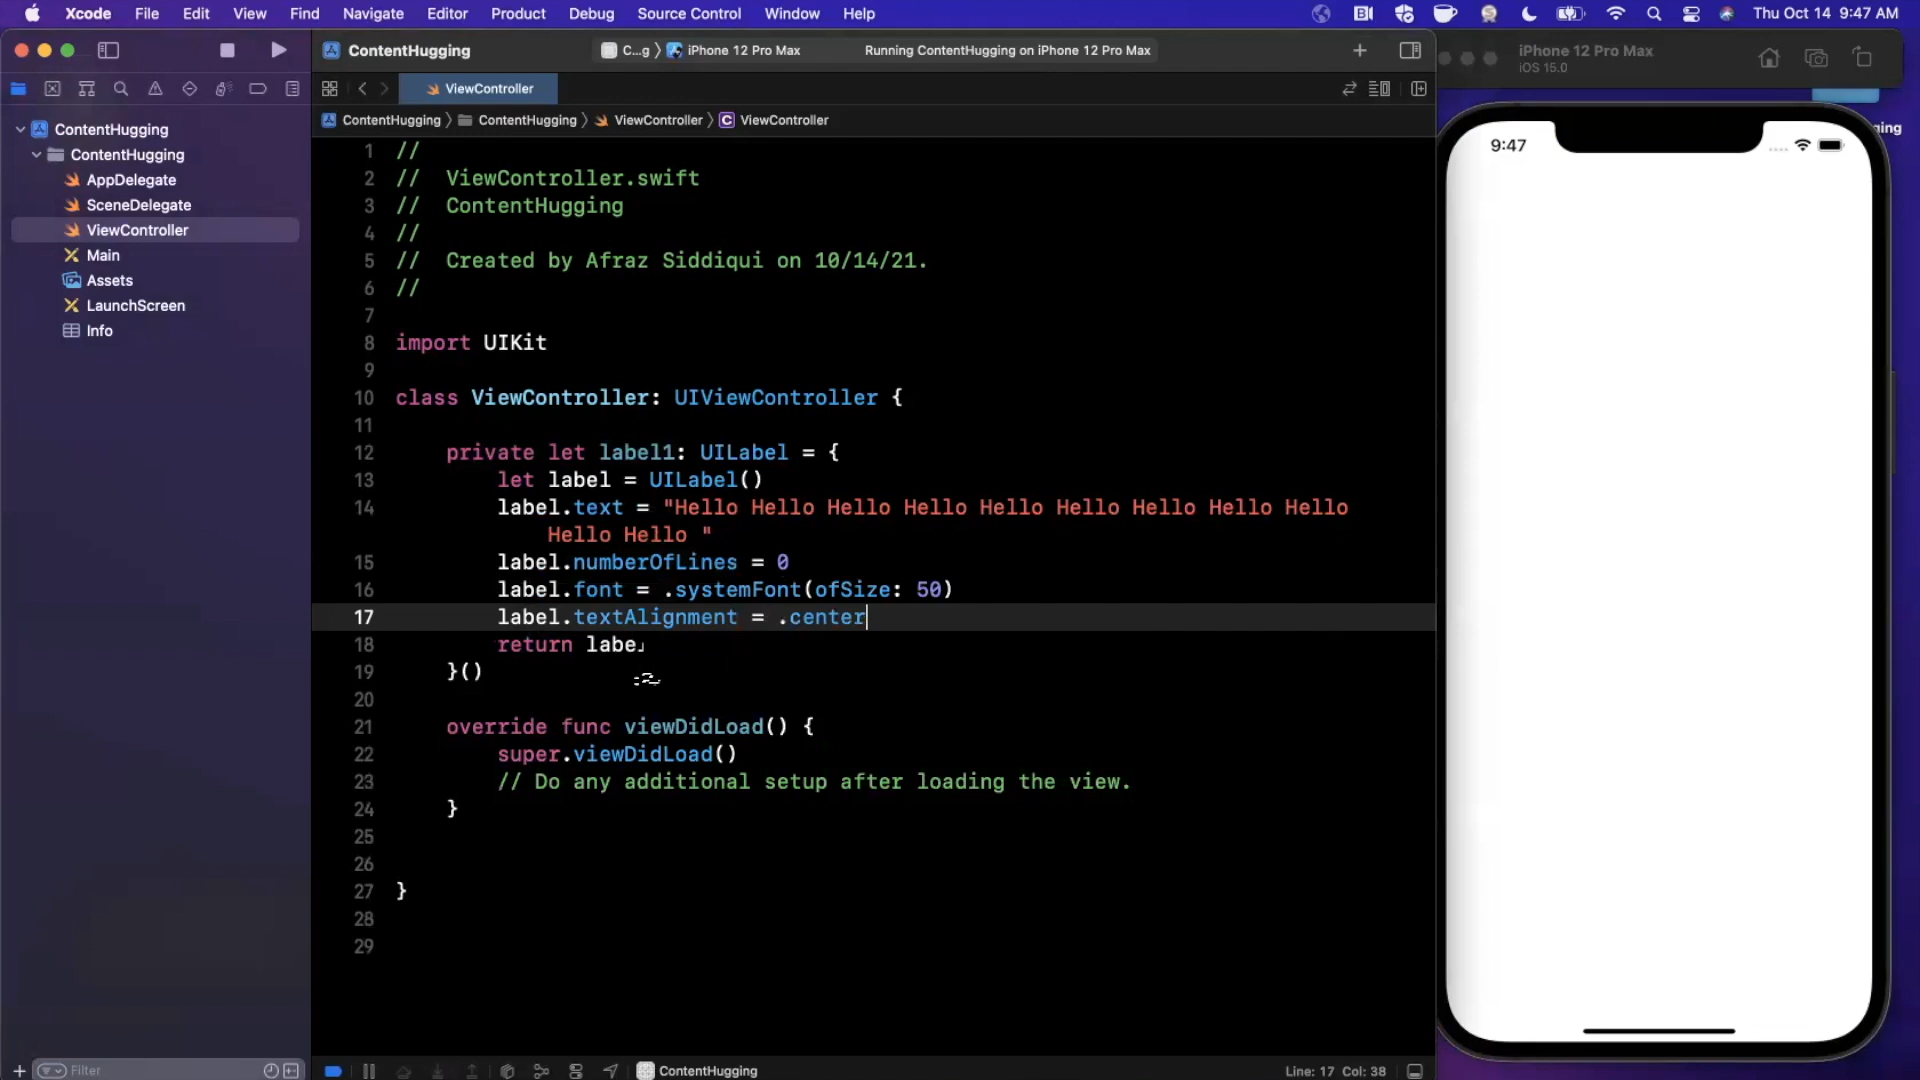 Xcode File Edit View Find Navigate Editor Product Debug Source Control Window Help Thu Oct 14 9:47 AM
ContentHugging C...g iPhone 12 Pro Max Running ContentHugging on iPhone 12 Pro Max
iPhone 12 Pro Max
iOS 15.0
ViewController
ContentHugging ContentHugging ViewController C ViewController
ContentHugging
ContentHugging
AppDelegate
SceneDelegate
ViewController
Main
Assets
LaunchScreen
Info
Filter
1 //
2 // ViewController.swift
3 // ContentHugging
4 //
5 // Created by Afraz Siddiqui on 10/14/21.
6 //
7
8 import UIKit
9
10 class ViewController: UIViewController {
11
12 private let label1: UILabel = {
13 let label = UILabel()
14 label.text = "Hello Hello Hello Hello Hello Hello Hello Hello Hello
Hello Hello "
15 label.numberOfLines = 0
16 label.font = .systemFont(ofSize: 50)
17 label.textAlignment = .center
18 return label
19 }()
20
21 override func viewDidLoad() {
22 super.viewDidLoad()
23 // Do any additional setup after loading the view.
24 }
25
26
27 }
28
29
ContentHugging Line: 17 Col: 38
ging
9:47